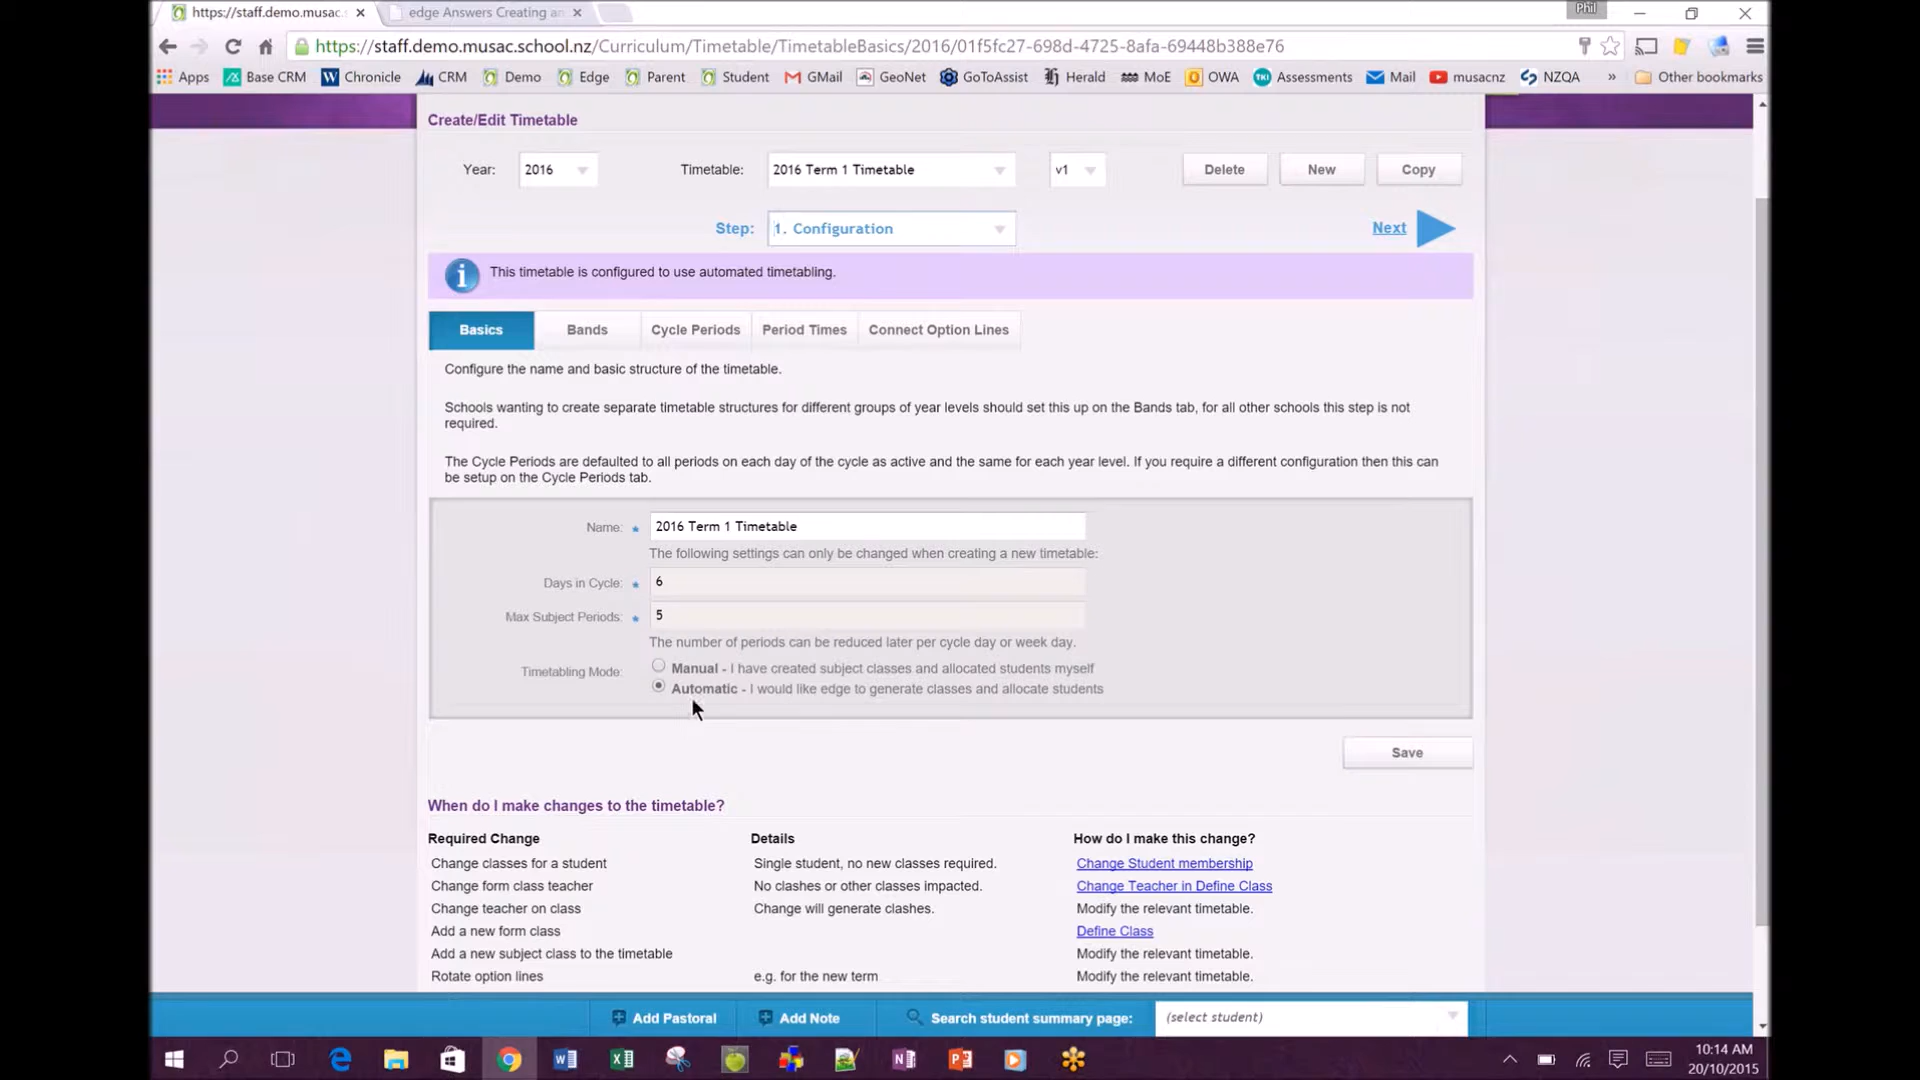 https://staff.demo.musac.s
edge Answers Creating an
Phil
https://staff.demo.musac.school.nz/Curriculum/Timetable/TimetableBasics/2016/01f5fc27-698d-4725-8afa-69448b388e76
Apps Base CRM Chronicle CRM Demo Edge Parent Student GMail GeoNet GoToAssist Herald MoE OWA Assessments Mail musacnz NZQA » Other bookmarks
Create/Edit Timetable
Year: 2016 Timetable: 2016 Term 1 Timetable v1 Delete New Copy
Step: 1. Configuration Next
This timetable is configured to use automated timetabling.
Basics Bands Cycle Periods Period Times Connect Option Lines
Configure the name and basic structure of the timetable.
Schools wanting to create separate timetable structures for different groups of year levels should set this up on the Bands tab, for all other schools this step is not
required.
The Cycle Periods are defaulted to all periods on each day of the cycle as active and the same for each year level. If you require a different configuration then this can
be setup on the Cycle Periods tab.
Name: * 2016 Term 1 Timetable
The following settings can only be changed when creating a new timetable:
Days in Cycle: * 6
Max Subject Periods: * 5
The number of periods can be reduced later per cycle day or week day.
Timetabling Mode: Manual - I have created subject classes and allocated students myself
Automatic - I would like edge to generate classes and allocate students
Save
When do I make changes to the timetable?
Required Change Details How do I make this change?
Change classes for a student Single student, no new classes required. Change Student membership
Change form class teacher No clashes or other classes impacted. Change Teacher in Define Class
Change teacher on class Change will generate clashes. Modify the relevant timetable.
Add a new form class Define Class
Add a new subject class to the timetable Modify the relevant timetable.
Rotate option lines e.g. for the new term Modify the relevant timetable.
Add Pastoral Add Note Search student summary page: (select student)
10:14 AM
20/10/2015